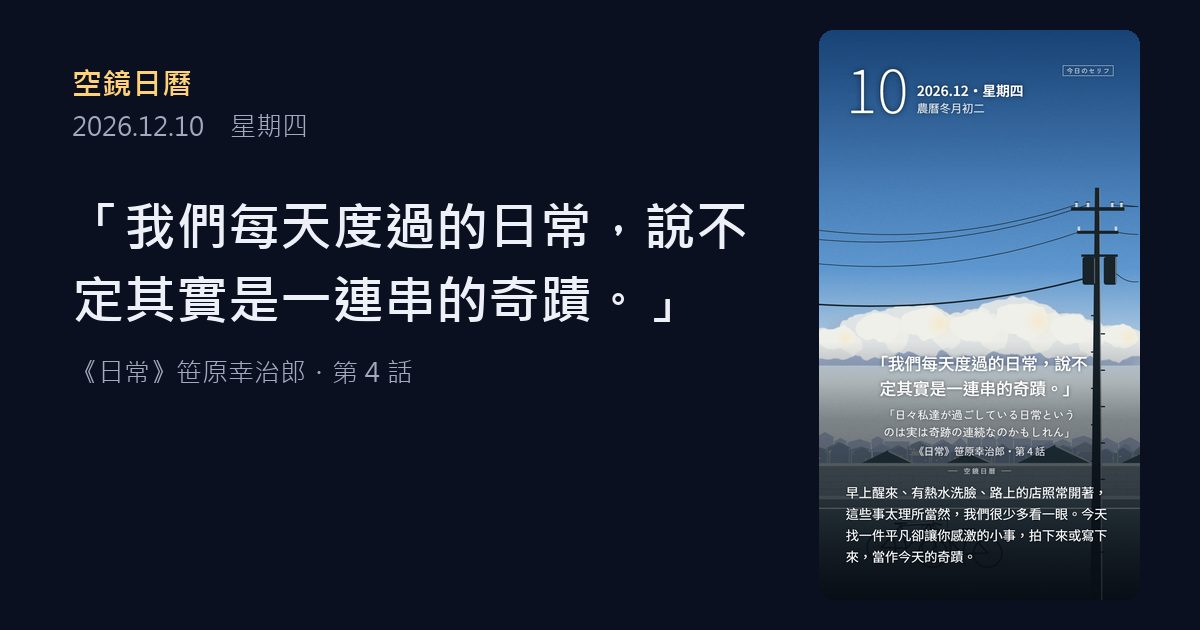 空鏡日曆
2026.12.10 星期四
「我們每天度過的日常，說不
定其實是一連串的奇蹟。」
《日常》笹原幸治郎・第 4 話
10
2026.12・星期四
農曆冬月初二
今日のセリフ
「我們每天度過的日常，說不
定其實是一連串的奇蹟。」
「日々私達が過ごしている日常という
のは実は奇跡の連続なのかもしれん」
《日常》笹原幸治郎・第 4 話
— 空鏡日曆 —
早上醒來、有熱水洗臉、路上的店照常開著，
這些事太理所當然，我們很少多看一眼。今天
找一件平凡卻讓你感激的小事，拍下來或寫下
來，當作今天的奇蹟。